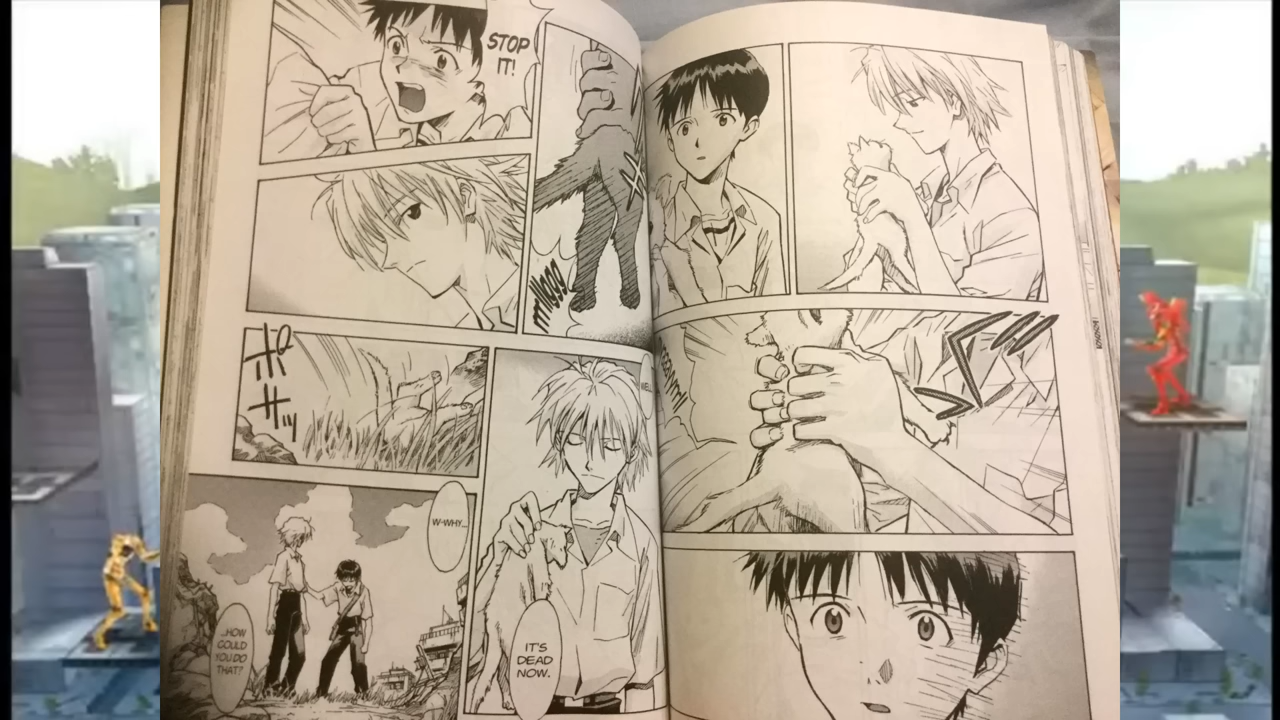 STOP
IT!
ポ
サッ
IT'S
DEAD
NOW.
W-WHY...
...HOW
COULD
YOU DO
THAT?